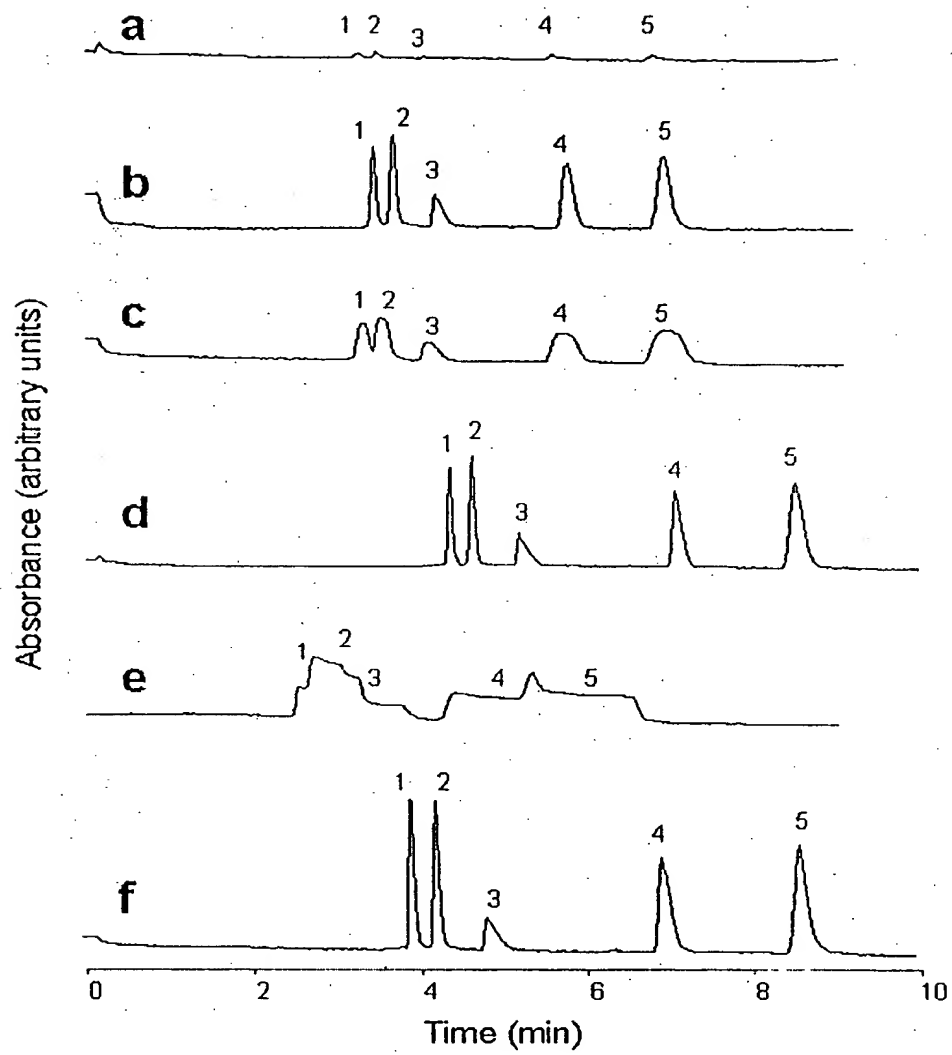 a 1 2 3 4 5
b 1 2 3 4 5
c 1 2 3 4 5
d 1 2 3 4 5
e 1 2 3 4 5
f 1 2 3 4 5
Absorbance (arbitrary units)
0 2 4 6 8 10
Time (min)